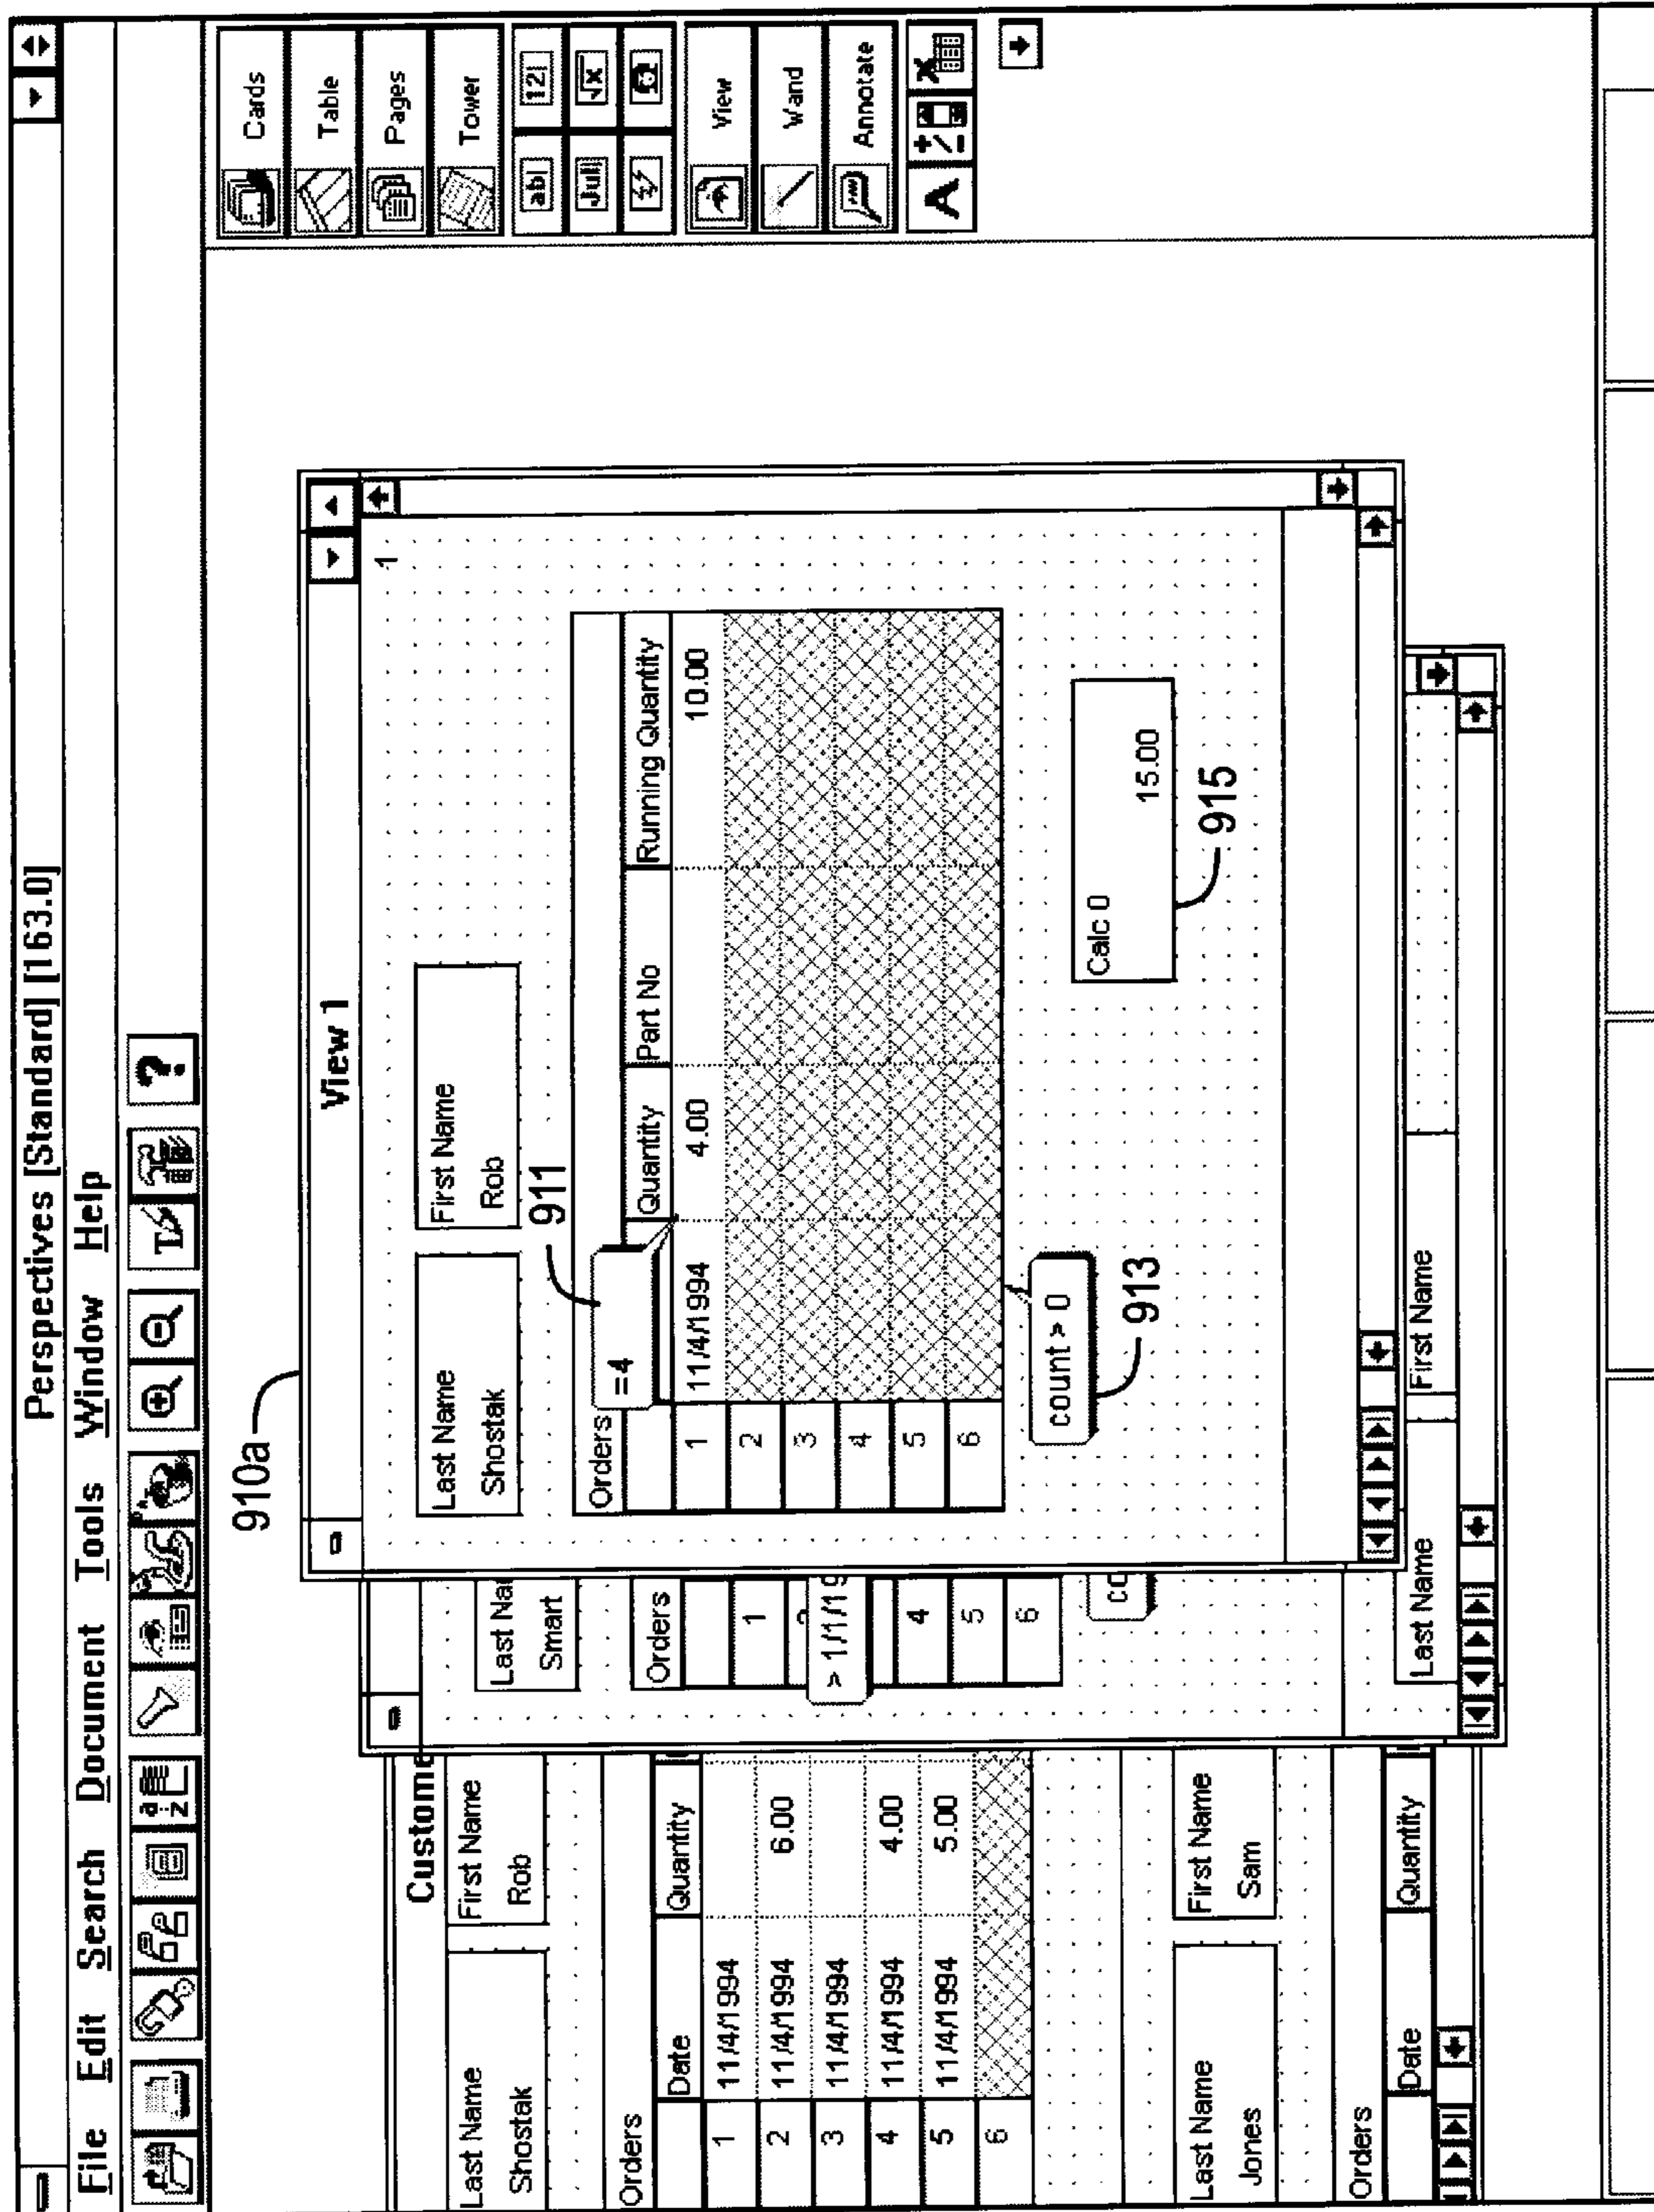 Perspectives [Standard] [163.0]
File Edit Search Document Tools Window Help
?
910a
Cards
Table
Pages
Tower
ab| 12|
Jul| √x
View
Wand
Annotate
A
Custome
Last Name First Name
Shostak Rob
Orders
Date Quantity
1 11/4/1994
2 11/4/1994 6.00
3 11/4/1994
4 11/4/1994 4.00
5 11/4/1994 5.00
6
Last Name First Name
Jones Sam
Orders
Date Quantity
Last Na
Smart
Orders
1
> 1/1/19
4
5
6
co
Last Name First Name
View 1
1
Last Name First Name
Shostak Rob
911
Orders
=4
Quantity Part No Running Quantity
1 11/4/1994 4.00 10.00
2
3
4
5
6
count > 0
913
Calc 0
15.00
915